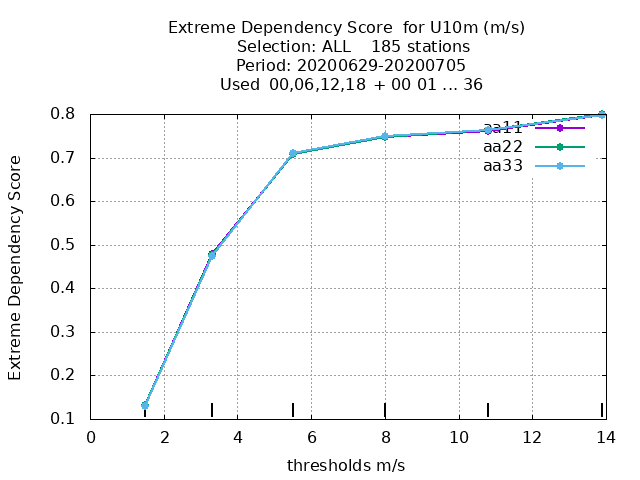 Extreme Dependency Score  for U10m (m/s)
Selection: ALL    185 stations
Period: 20200629-20200705
Used  00,06,12,18  + 00 01 ... 36
Extreme Dependency Score
0.8
0.7
0.6
0.5
0.4
0.3
0.2
0.1
aa11
aa22
aa33
0 2 4 6 8 10 12 14
thresholds m/s